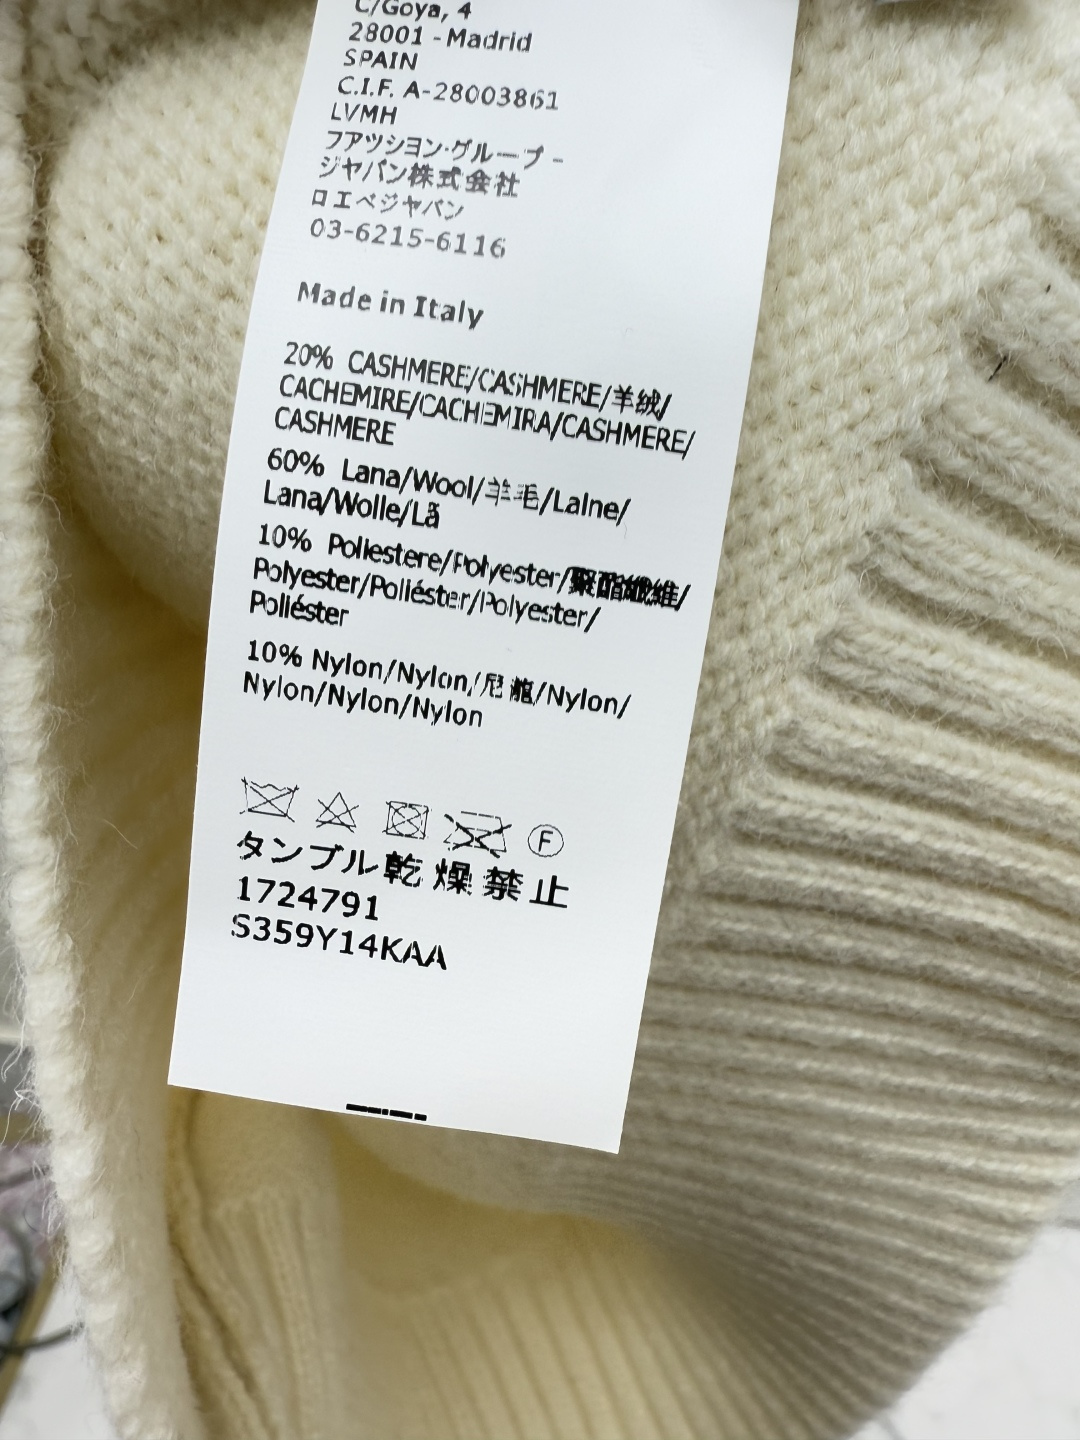 C/Goya, 4
28001 - Madrid
SPAIN
C.I.F. A-28003861
LVMH
フアツシヨン·グループ -
ジヤパン株式会社
ロエベジヤパン
03-6215-6116
Made in Italy
20% CASHMERE/CASHMERE/羊绒/
CACHEMIRE/CACHEMIRA/CASHMERE/
CASHMERE
60% Lana/Wool/羊毛/Laine/
Lana/Wolle/Lã
10% Poliestere/Polyester/聚酯纖維/
Polyester/Poliéster/Polyester/
Poliéster
10% Nylon/Nylon/尼龍/Nylon/
Nylon/Nylon/Nylon
F
タンブル乾燥禁止
1724791
S359Y14KAA